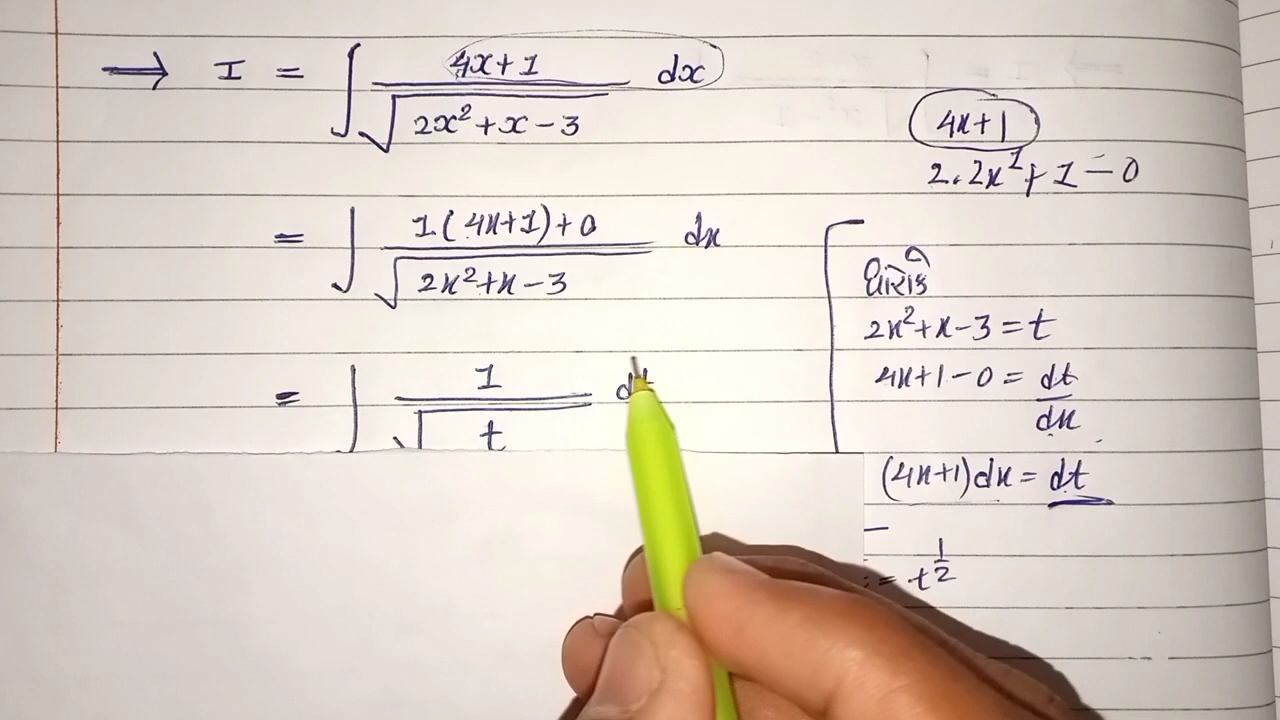 ⟹ I = ∫ 4x+1 / √(2x²+x-3) dx
= ∫ 1(4x+1)+0 / √(2x²+x-3) dx
= ∫ 1 / √t dt
4x+1
2.2x¹+1-0
ધારોકે
2x²+x-3 = t
4x+1-0 = dt/dx
(4x+1)dx = dt
= t^1/2